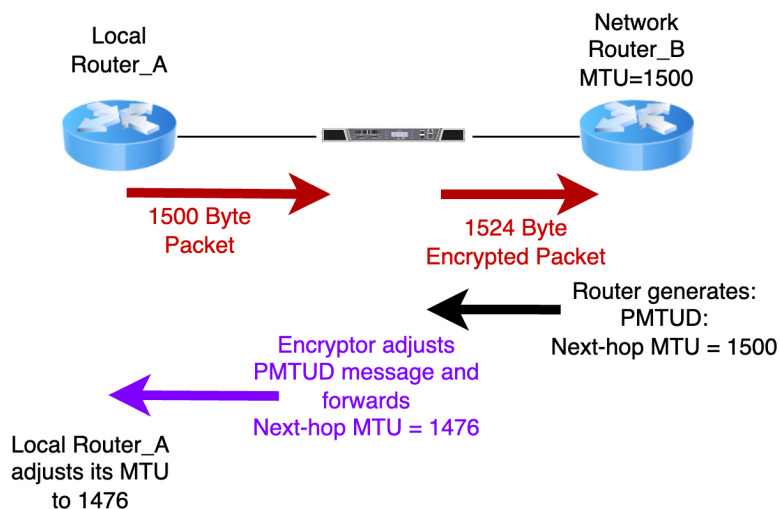 Local
Router_A
Network
Router_B
MTU=1500
1500 Byte
Packet
1524 Byte
Encrypted Packet
Router generates:
PMTUD:
Next-hop MTU = 1500
Encryptor adjusts
PMTUD message and
forwards
Next-hop MTU = 1476
Local Router_A
adjusts its MTU
to 1476